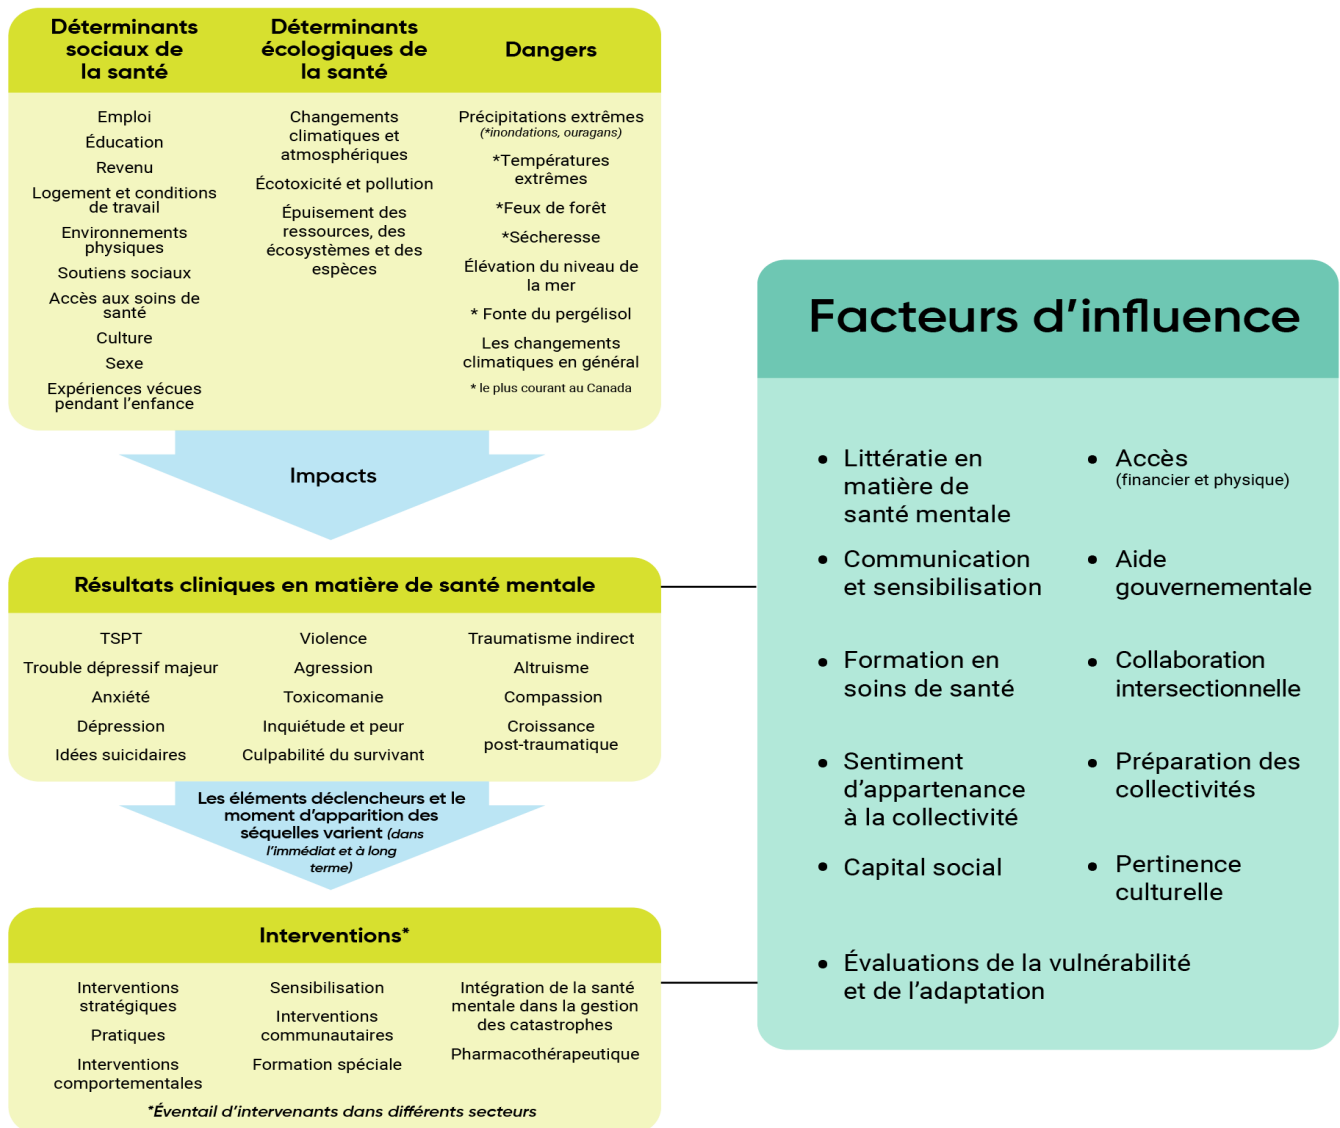 Déterminants
sociaux de
la santé
Emploi
Éducation
Revenu
Logement et conditions
de travail
Environnements
physiques
Soutiens sociaux
Accès aux soins de
santé
Culture
Sexe
Expériences vécues
pendant l'enfance
Déterminants
écologiques de
la santé
Changements
climatiques et
atmosphériques
Écotoxicité et pollution
Épuisement des
ressources, des
écosystèmes et des
espèces
Dangers
Précipitations extrêmes
(*inondations, ouragans)
*Températures
extrêmes
*Feux de forêt
*Sécheresse
Élévation du niveau de
la mer
* Fonte du pergélisol
Les changements
climatiques en général
* le plus courant au Canada
Impacts
Résultats cliniques en matière de santé mentale
TSPT
Trouble dépressif majeur
Anxiété
Dépression
Idées suicidaires
Violence
Agression
Toxicomanie
Inquiétude et peur
Culpabilité du survivant
Traumatisme indirect
Altruisme
Compassion
Croissance
post-traumatique
Les éléments déclencheurs et le
moment d'apparition des
séquelles varient (dans
l'immédiat et à long
terme)
Interventions*
Interventions
stratégiques
Pratiques
Interventions
comportementales
Sensibilisation
Interventions
communautaires
Formation spéciale
Intégration de la santé
mentale dans la gestion
des catastrophes
Pharmacothérapeutique
*Éventail d'intervenants dans différents secteurs
Facteurs d'influence
• Littératie en
matière de
santé mentale
• Communication
et sensibilisation
• Formation en
soins de santé
• Sentiment
d'appartenance
à la collectivité
• Capital social
• Accès
(financier et physique)
• Aide
gouvernementale
• Collaboration
intersectionnelle
• Préparation des
collectivités
• Pertinence
culturelle
• Évaluations de la vulnérabilité
et de l'adaptation